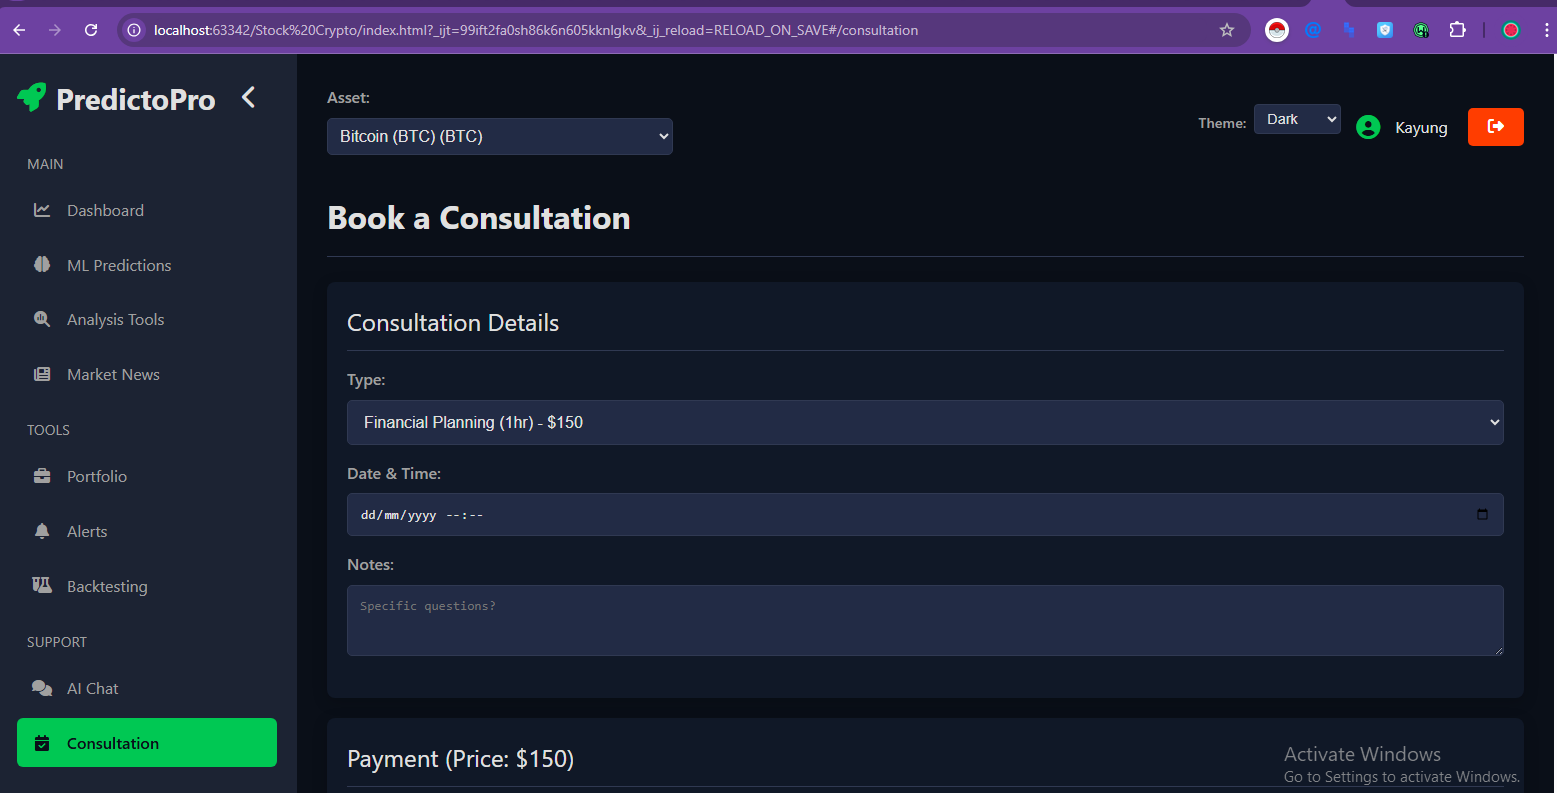 localhost:63342/Stock%20Crypto/index.html?_ijt=99ift2fa0sh86k6n605kknlgkv&_ij_reload=RELOAD_ON_SAVE#/consultation
PredictoPro
MAIN
Dashboard
ML Predictions
Analysis Tools
Market News
TOOLS
Portfolio
Alerts
Backtesting
SUPPORT
AI Chat
Consultation
Asset:
Bitcoin (BTC) (BTC)
Theme:
Dark
Kayung
Book a Consultation
Consultation Details
Type:
Financial Planning (1hr) - $150
Date & Time:
dd/mm/yyyy --:--
Notes:
Specific questions?
Payment (Price: $150)
Activate Windows
Go to Settings to activate Windows.